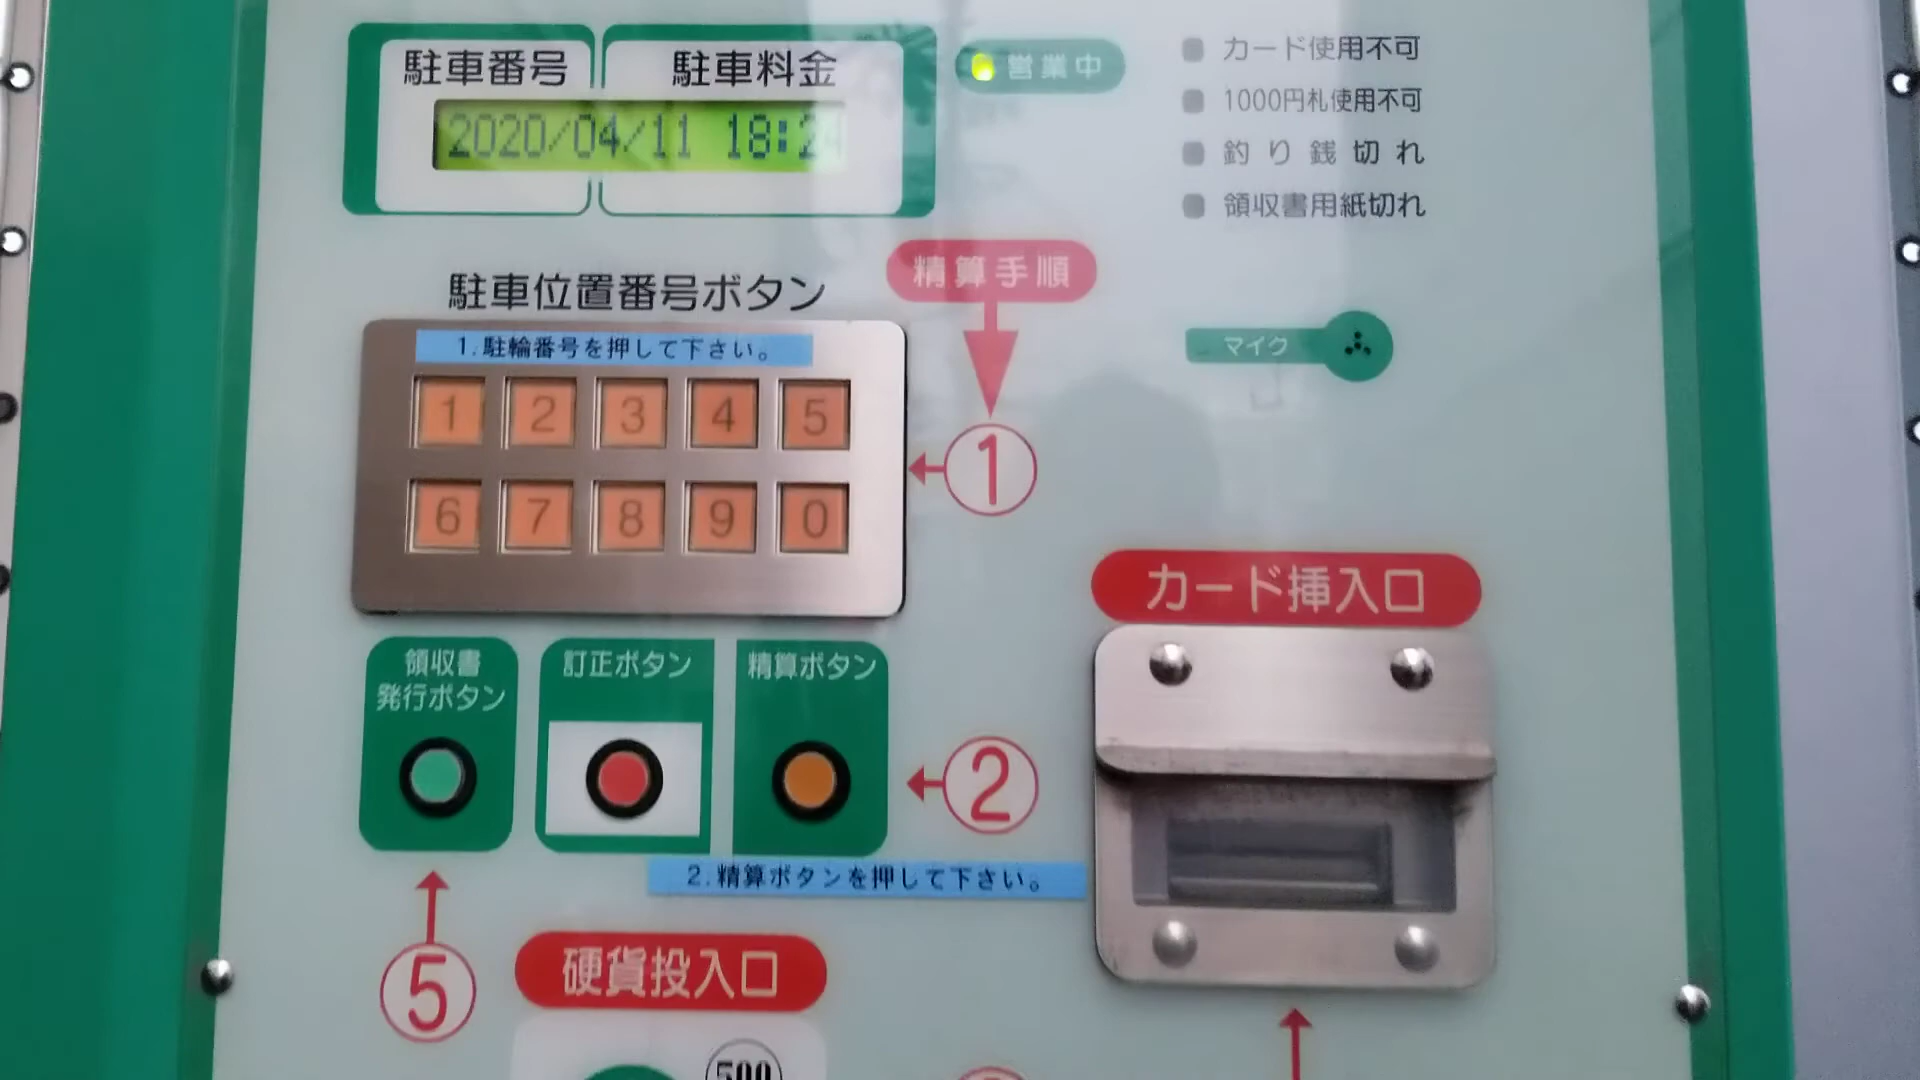 駐車番号
駐車料金
2020/04/11 18:24
営業中
カード使用不可
1000円札使用不可
釣り銭切れ
領収書用紙切れ
駐車位置番号ボタン
精算手順
マイク
1.駐輪番号を押して下さい。
1 2 3 4 5
6 7 8 9 0
1
カード挿入口
領収書
発行ボタン
訂正ボタン
精算ボタン
2
2.精算ボタンを押して下さい。
5
硬貨投入口
500